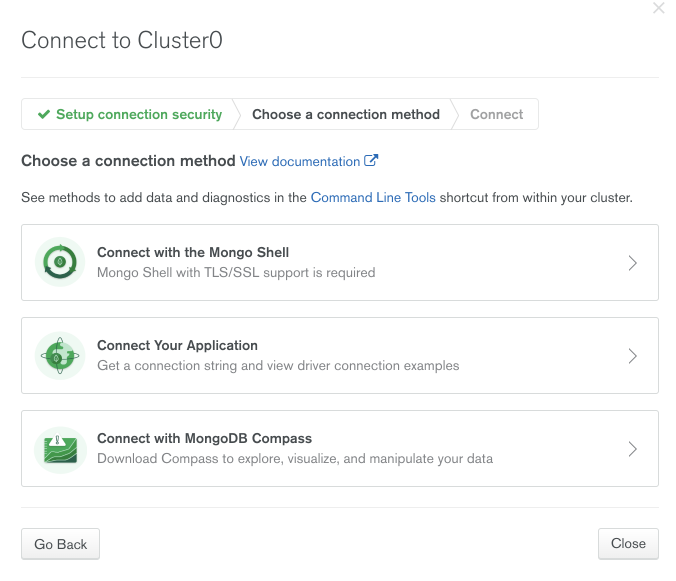 Connect to Cluster0
Setup connection security
Choose a connection method
Connect
Choose a connection method View documentation
See methods to add data and diagnostics in the Command Line Tools shortcut from within your cluster.
Connect with the Mongo Shell
Mongo Shell with TLS/SSL support is required
Connect Your Application
Get a connection string and view driver connection examples
Connect with MongoDB Compass
Download Compass to explore, visualize, and manipulate your data
Go Back
Close